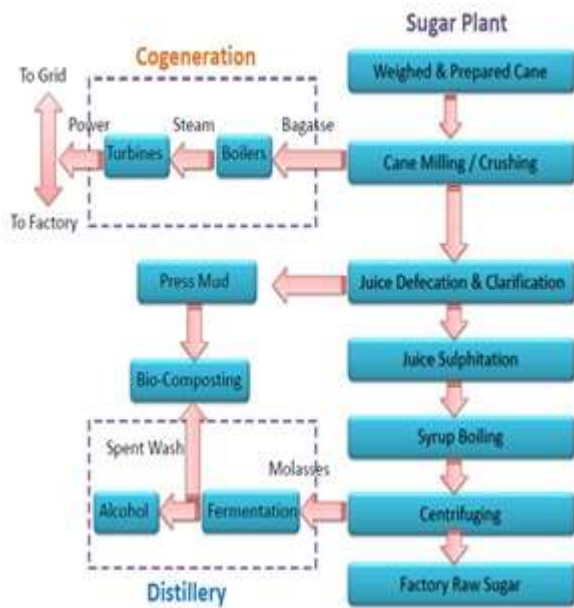 Sugar Plant
Cogeneration
Weighed & Prepared Cane
To Grid
Power
Steam
Bagasse
Turbines
Boilers
Cane Milling / Crushing
To Factory
Press Mud
Juice Defecation & Clarification
Juice Sulphitation
Bio-Composting
Syrup Boiling
Spent Wash
Molasses
Alcohol
Fermentation
Centrifuging
Distillery
Factory Raw Sugar